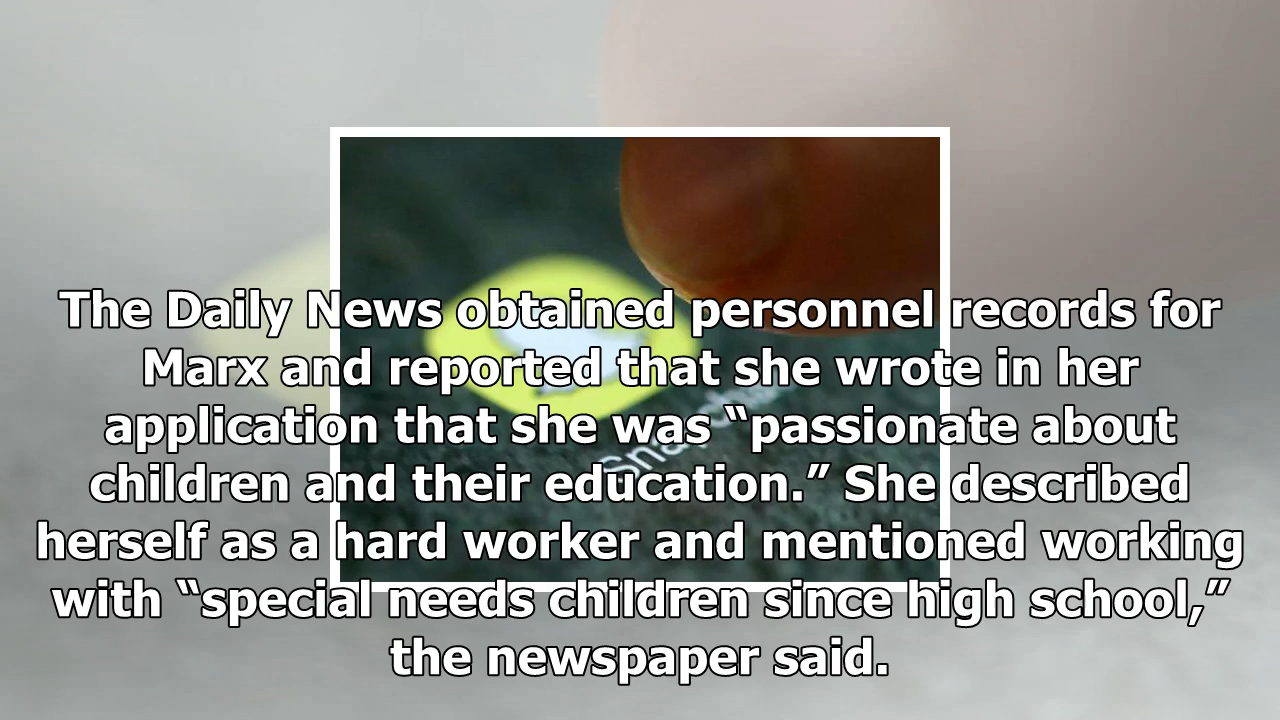 The Daily News obtained personnel records for
Marx and reported that she wrote in her
application that she was “passionate about
children and their education.” She described
herself as a hard worker and mentioned working
with “special needs children since high school,”
the newspaper said.